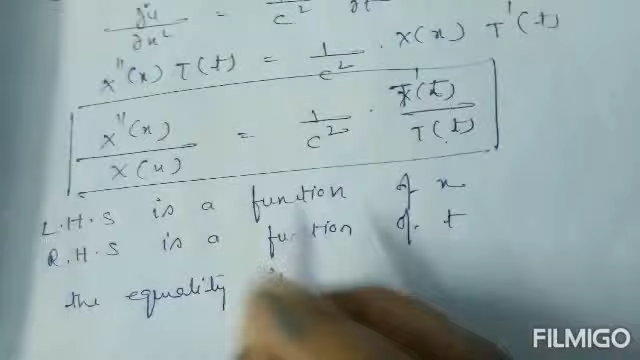 ∂²u/∂x² = 1/c² ∂t
X''(x) T(t) = 1/c² . X(x) T'(t)
X''(x)/X(x) = 1/c² . T'(t)/T(t)
L.H.S is a function of x
R.H.S is a function of t
the equality
FILMIGO